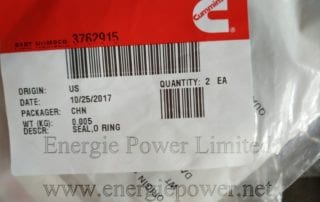 Cummins
PART NUMBER 3762915
ORIGIN: US
DATE: 10/25/2017
PACKAGER: CHN
QUANTITY: 2 EA
WT (KG): 0.005
DESCR: SEAL,O RING
Energie Power Limited
www.energiepower.net
ORIGIN